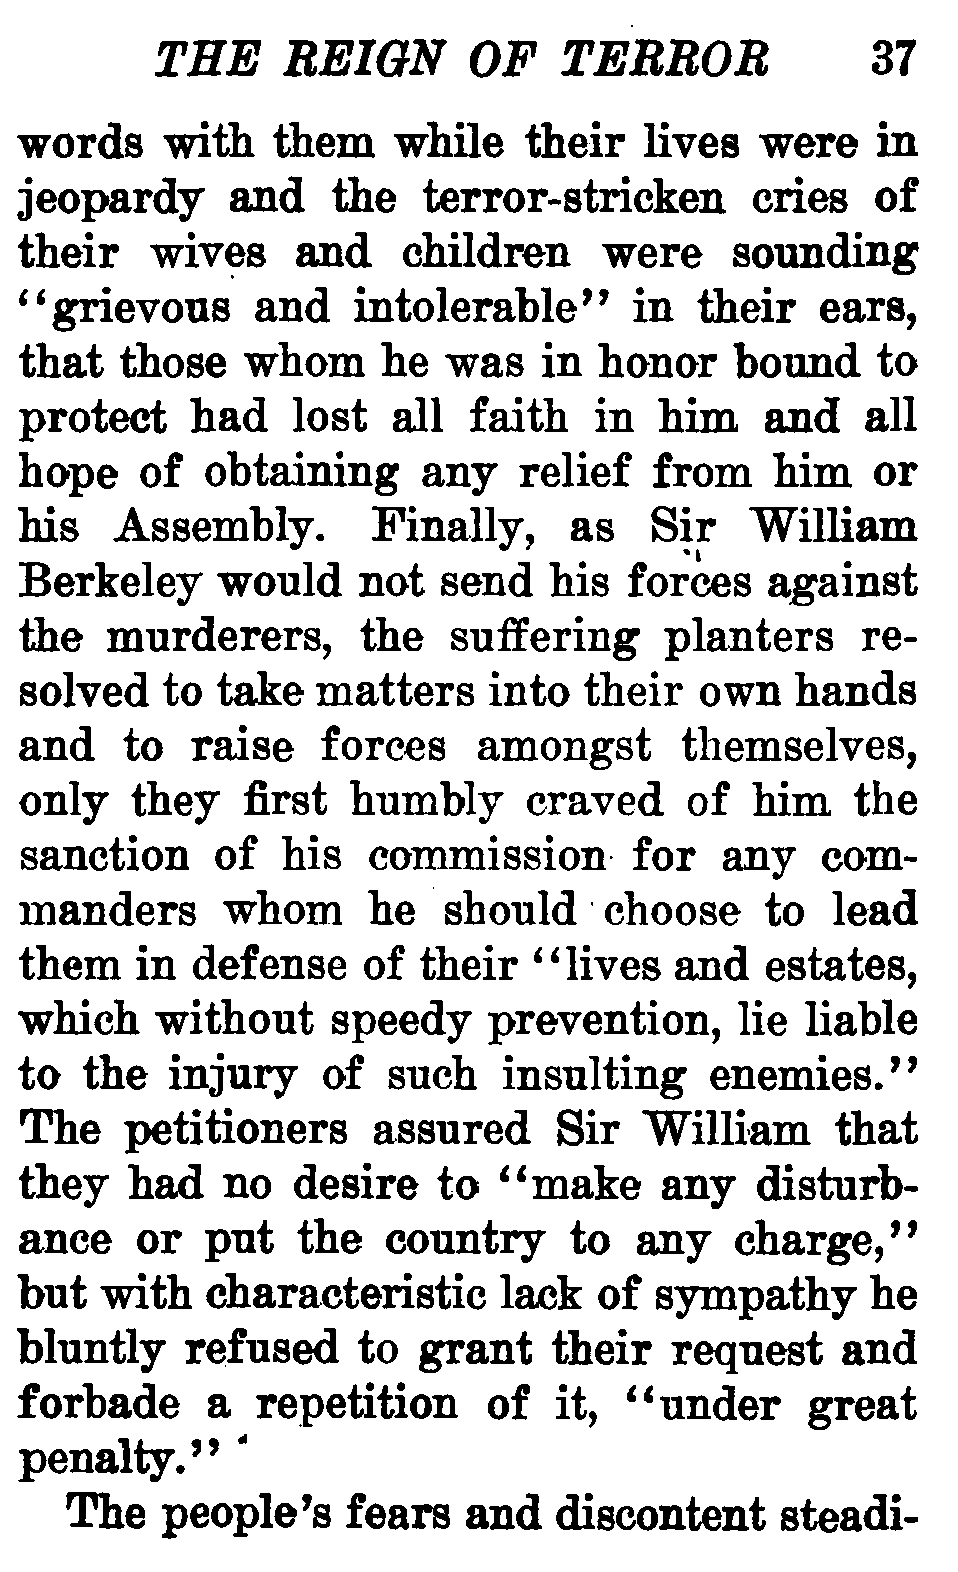 THE REIGN OF TERROR 37
words with them while their lives were in
jeopardy and the terror-stricken cries of
their wives and children were sounding
"grievous and intolerable" in their ears,
that those whom he was in honor bound to
protect had lost all faith in him and all
hope of obtaining any relief from him or
his Assembly. Finally, as Sir William
Berkeley would not send his forces against
the murderers, the suffering planters re-
solved to take matters into their own hands
and to raise forces amongst themselves,
only they first humbly craved of him the
sanction of his commission for any com-
manders whom he should choose to lead
them in defense of their "lives and estates,
which without speedy prevention, lie liable
to the injury of such insulting enemies."
The petitioners assured Sir William that
they had no desire to "make any disturb-
ance or put the country to any charge,"
but with characteristic lack of sympathy he
bluntly refused to grant their request and
forbade a repetition of it, "under great
penalty."
The people's fears and discontent steadi-